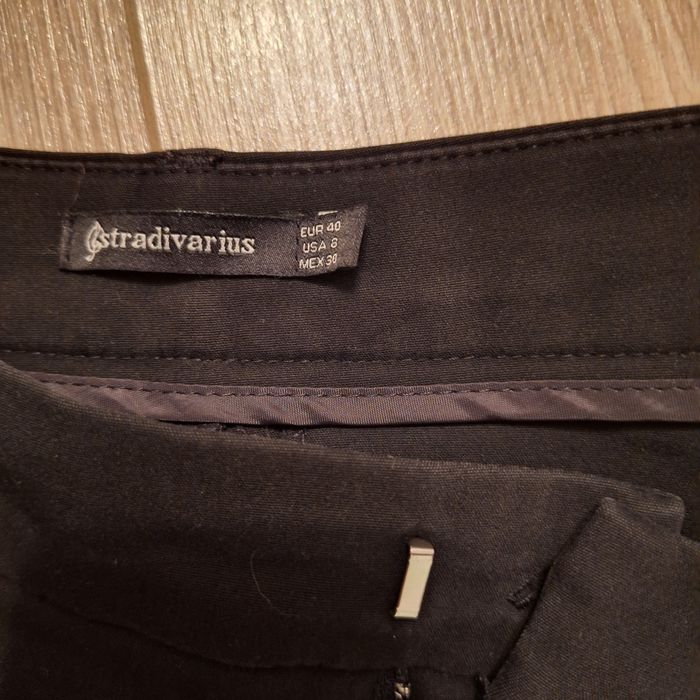 stradivarius
EUR 40
USA 8
MEX 30